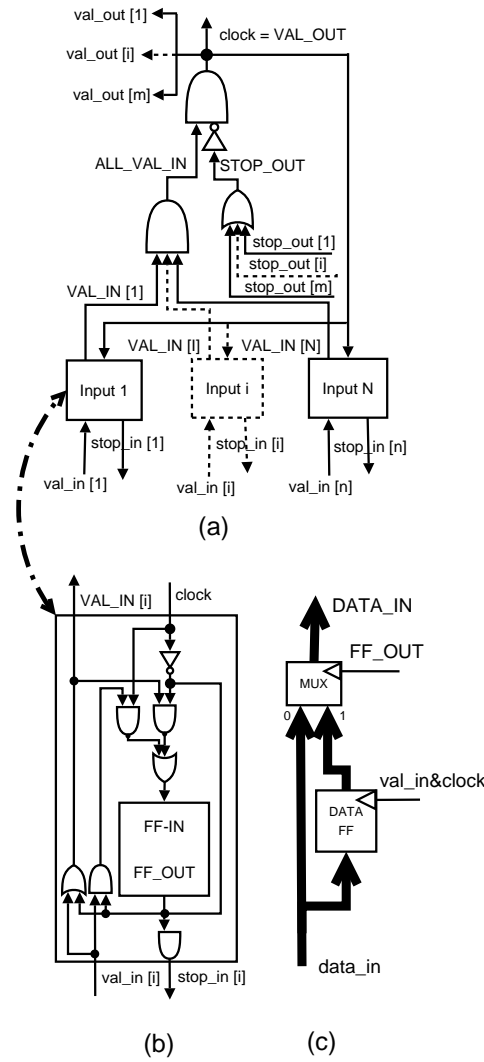 val_out [1]
clock = VAL_OUT
val_out [i]
val_out [m]
ALL_VAL_IN
STOP_OUT
stop_out [1]
stop_out [i]
stop_out [m]
VAL_IN [1]
VAL_IN [I]
VAL_IN [N]
Input 1
Input i
Input N
stop_in [1]
stop_in [i]
stop_in [n]
val_in [1]
val_in [i]
val_in [n]
(a)
VAL_IN [i]
clock
DATA_IN
FF_OUT
MUX
0
1
val_in&clock
DATA
FF
FF-IN
FF_OUT
data_in
val_in [i]
stop_in [i]
(b)
(c)